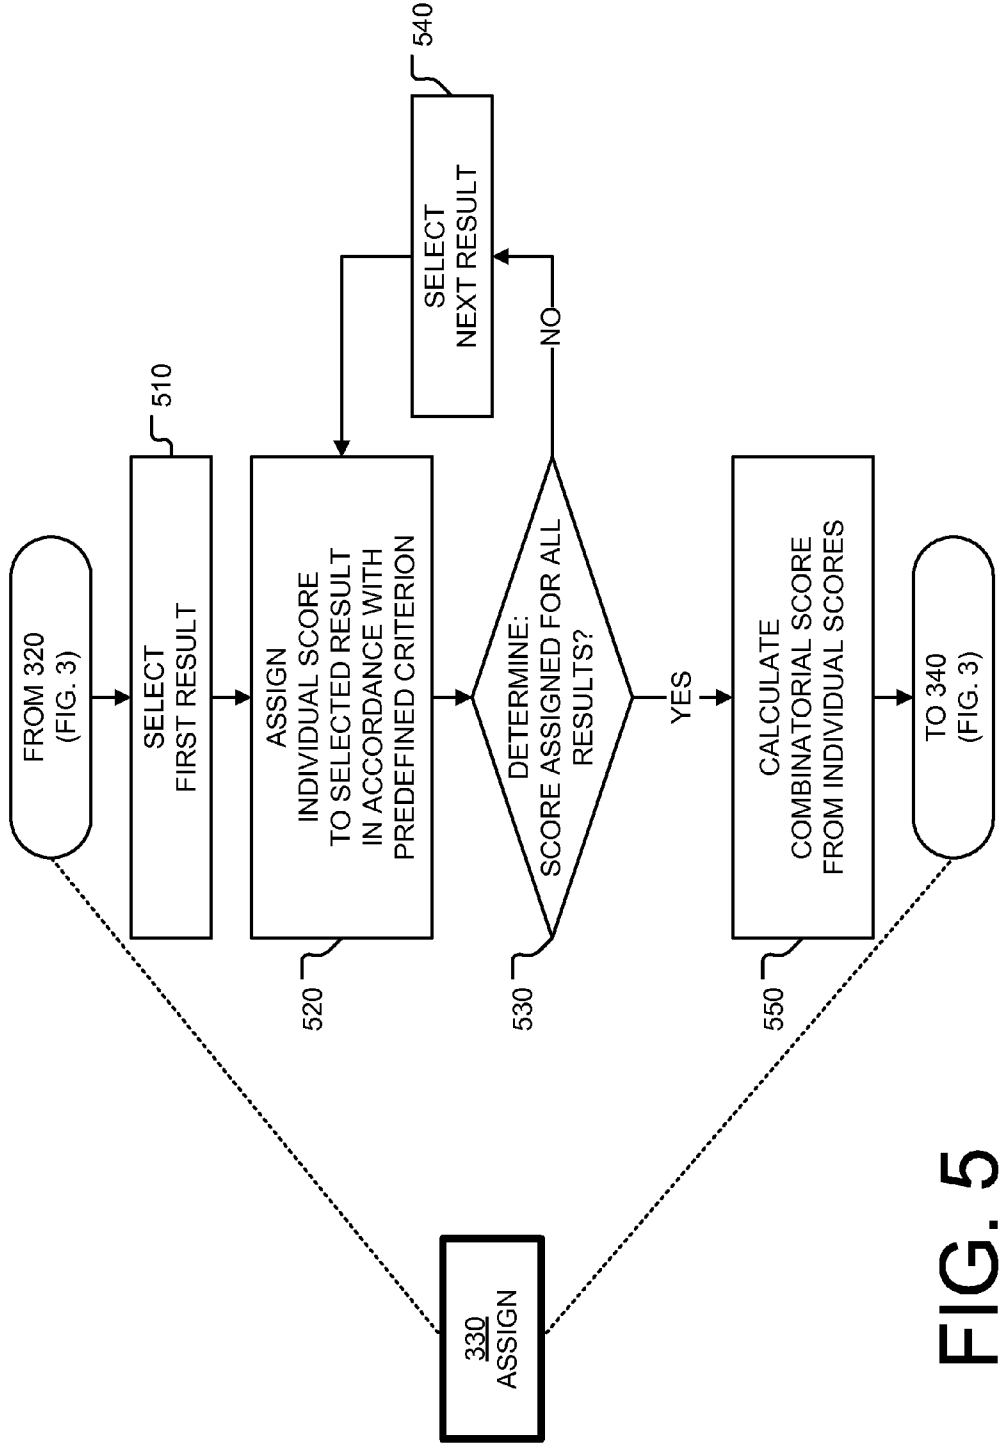 FROM 320
(FIG. 3)
510
SELECT
FIRST RESULT
ASSIGN
INDIVIDUAL SCORE
TO SELECTED RESULT
IN ACCORDANCE WITH
PREDEFINED CRITERION
520
540
SELECT
NEXT RESULT
530
DETERMINE:
SCORE ASSIGNED FOR ALL
RESULTS?
NO
YES
550
CALCULATE
COMBINATORIAL SCORE
FROM INDIVIDUAL SCORES
TO 340
(FIG. 3)
330
ASSIGN
FIG. 5